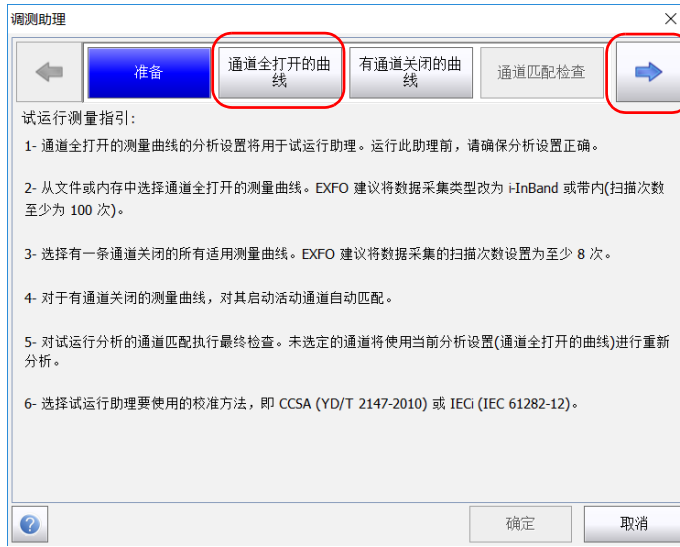 调测助理
准备
通道全打开的曲
线
有通道关闭的曲
线
通道匹配检查
试运行测量指引:
1- 通道全打开的测量曲线的分析设置将用于试运行助理。运行此助理前，请确保分析设置正确。
2- 从文件或内存中选择通道全打开的测量曲线。EXFO 建议将数据采集类型改为 i-InBand 或带内(扫描次数
至少为 100 次)。
3- 选择有一条通道关闭的所有适用测量曲线。EXFO 建议将数据采集的扫描次数设置为至少 8 次。
4- 对于有通道关闭的测量曲线，对其启动活动通道自动匹配。
5- 对试运行分析的通道匹配执行最终检查。未选定的通道将使用当前分析设置(通道全打开的曲线)进行重新
分析。
6- 选择试运行助理要使用的校准方法，即 CCSA (YD/T 2147-2010) 或 IECi (IEC 61282-12)。
?
确定
取消